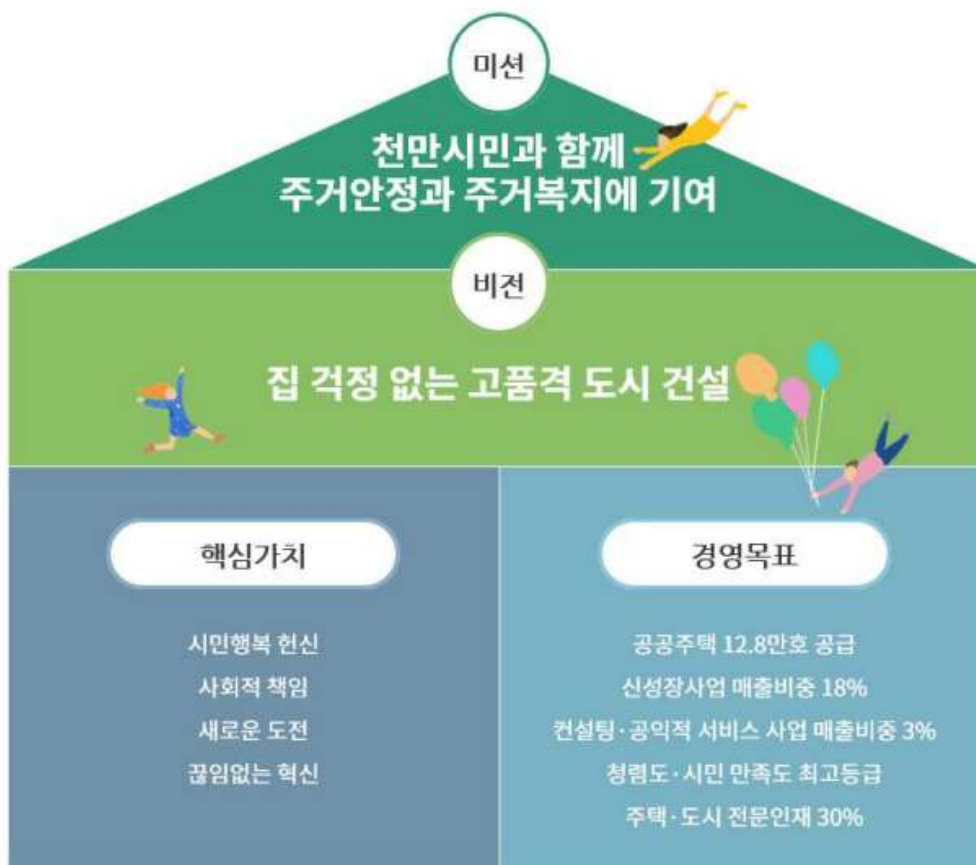 미션
천만시민과 함께
주거안정과 주거복지에 기여
비전
집 걱정 없는 고품격 도시 건설
핵심가치
시민행복 헌신
사회적 책임
새로운 도전
끊임없는 혁신
경영목표
공공주택 12.8만호 공급
신성장사업 매출비중 18%
컨설팅·공익적 서비스 사업 매출비중 3%
청렴도·시민 만족도 최고등급
주택·도시 전문인재 30%